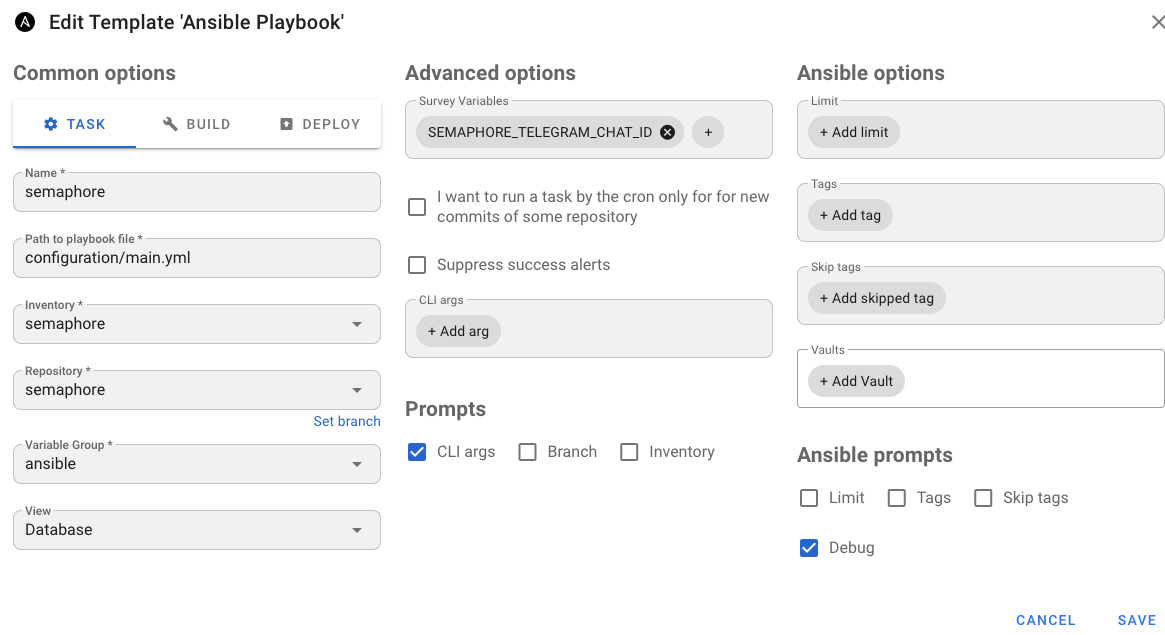 Edit Template 'Ansible Playbook'
Common options
TASK
BUILD
DEPLOY
Name *
semaphore
Path to playbook file *
configuration/main.yml
Inventory *
semaphore
Repository *
semaphore
Set branch
Variable Group *
ansible
View
Database
Advanced options
Survey Variables
SEMAPHORE_TELEGRAM_CHAT_ID
+
I want to run a task by the cron only for for new
commits of some repository
Suppress success alerts
CLI args
+ Add arg
Prompts
CLI args
Branch
Inventory
Ansible options
Limit
+ Add limit
Tags
+ Add tag
Skip tags
+ Add skipped tag
Vaults
+ Add Vault
Ansible prompts
Limit
Tags
Skip tags
Debug
CANCEL
SAVE